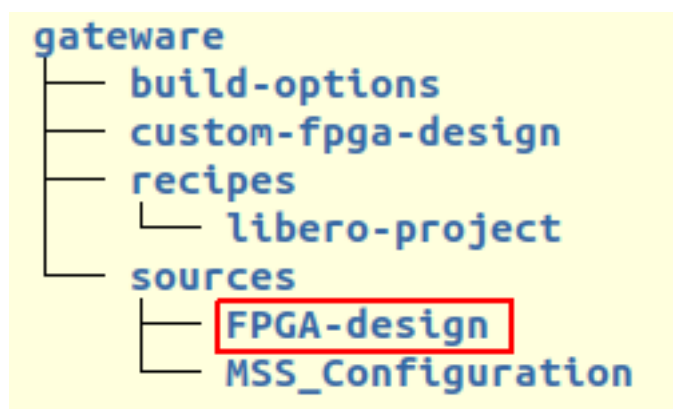 gateware
build-options
custom-fpga-design
recipes
libero-project
sources
FPGA-design
MSS_Configuration